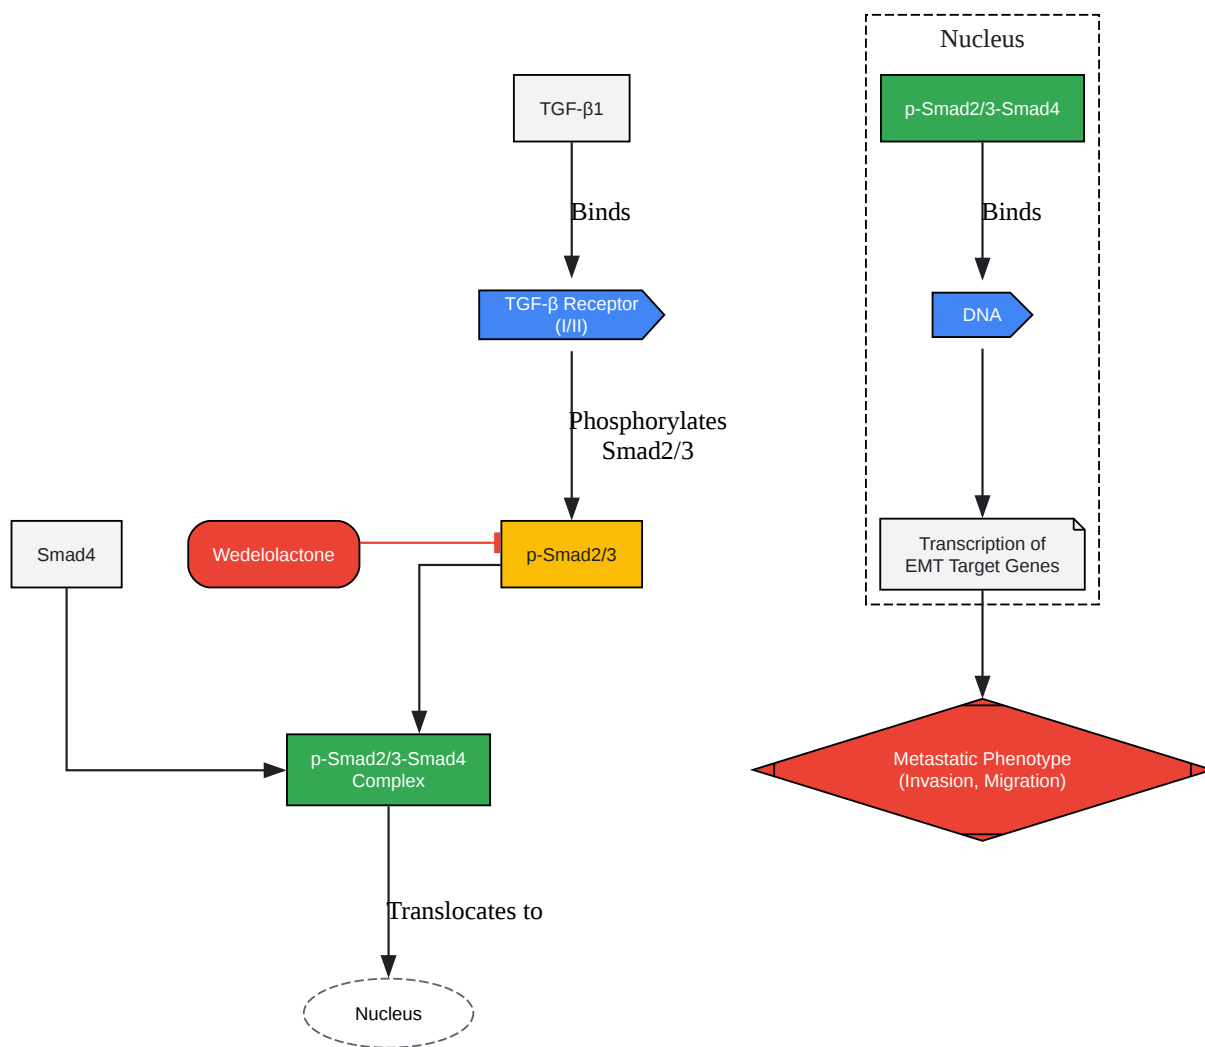 TGF-β1
Binds
TGF-β Receptor
(I/II)
Phosphorylates
Smad2/3
Smad4
Wedelolactone
p-Smad2/3
p-Smad2/3-Smad4
Complex
Translocates to
Nucleus
Nucleus
p-Smad2/3-Smad4
Binds
DNA
Transcription of
EMT Target Genes
Metastatic Phenotype
(Invasion, Migration)